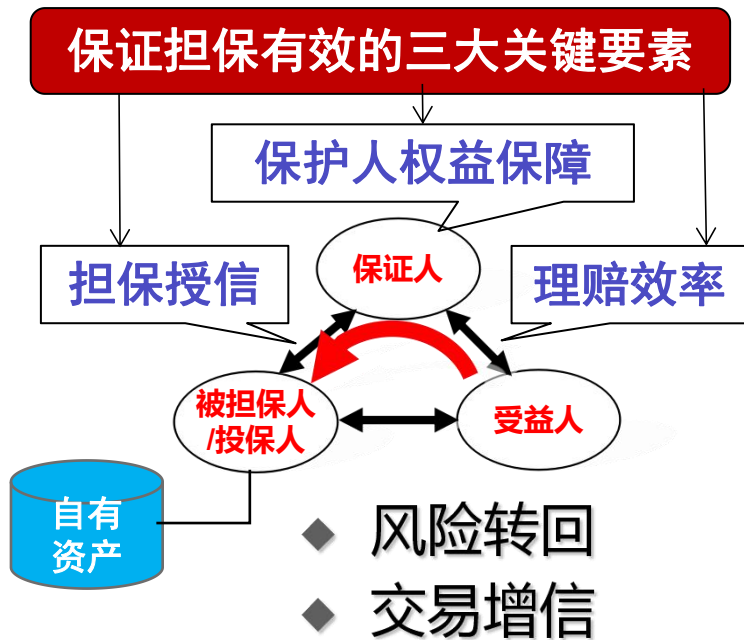 保证担保有效的三大关键要素
保护人权益保障
担保授信
保证人
理赔效率
被担保人
/投保人
受益人
自有
资产
风险转回
交易增信